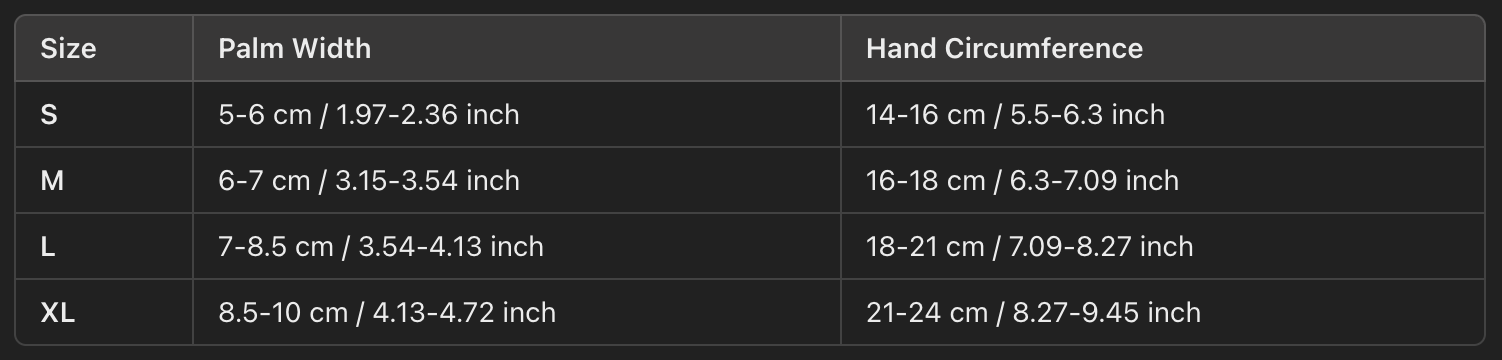 Size Palm Width Hand Circumference
S 5-6 cm / 1.97-2.36 inch 14-16 cm / 5.5-6.3 inch
M 6-7 cm / 3.15-3.54 inch 16-18 cm / 6.3-7.09 inch
L 7-8.5 cm / 3.54-4.13 inch 18-21 cm / 7.09-8.27 inch
XL 8.5-10 cm / 4.13-4.72 inch 21-24 cm / 8.27-9.45 inch